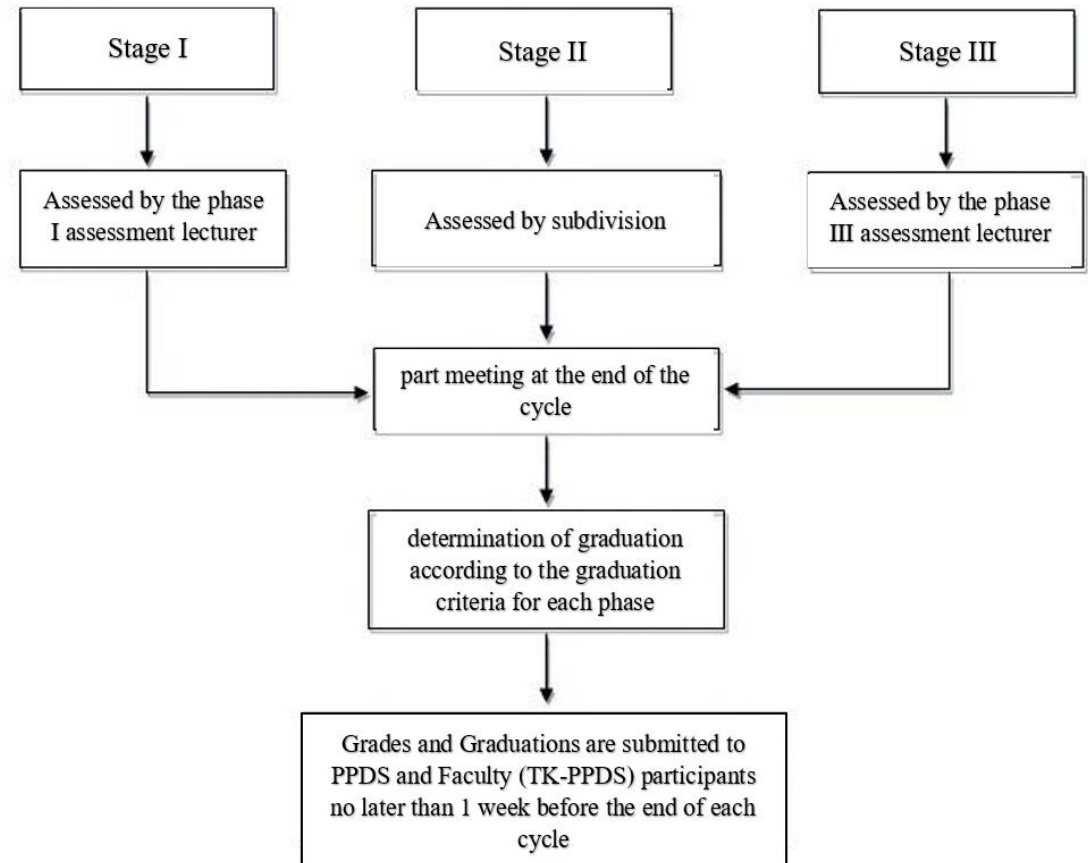 Stage I
Stage II
Stage III
Assessed by the phase
I assessment lecturer
Assessed by subdivision
Assessed by the phase
III assessment lecturer
part meeting at the end of the
cycle
determination of graduation
according to the graduation
criteria for each phase
Grades and Graduations are submitted to
PPDS and Faculty (TK-PPDS) participants
no later than 1 week before the end of each
cycle